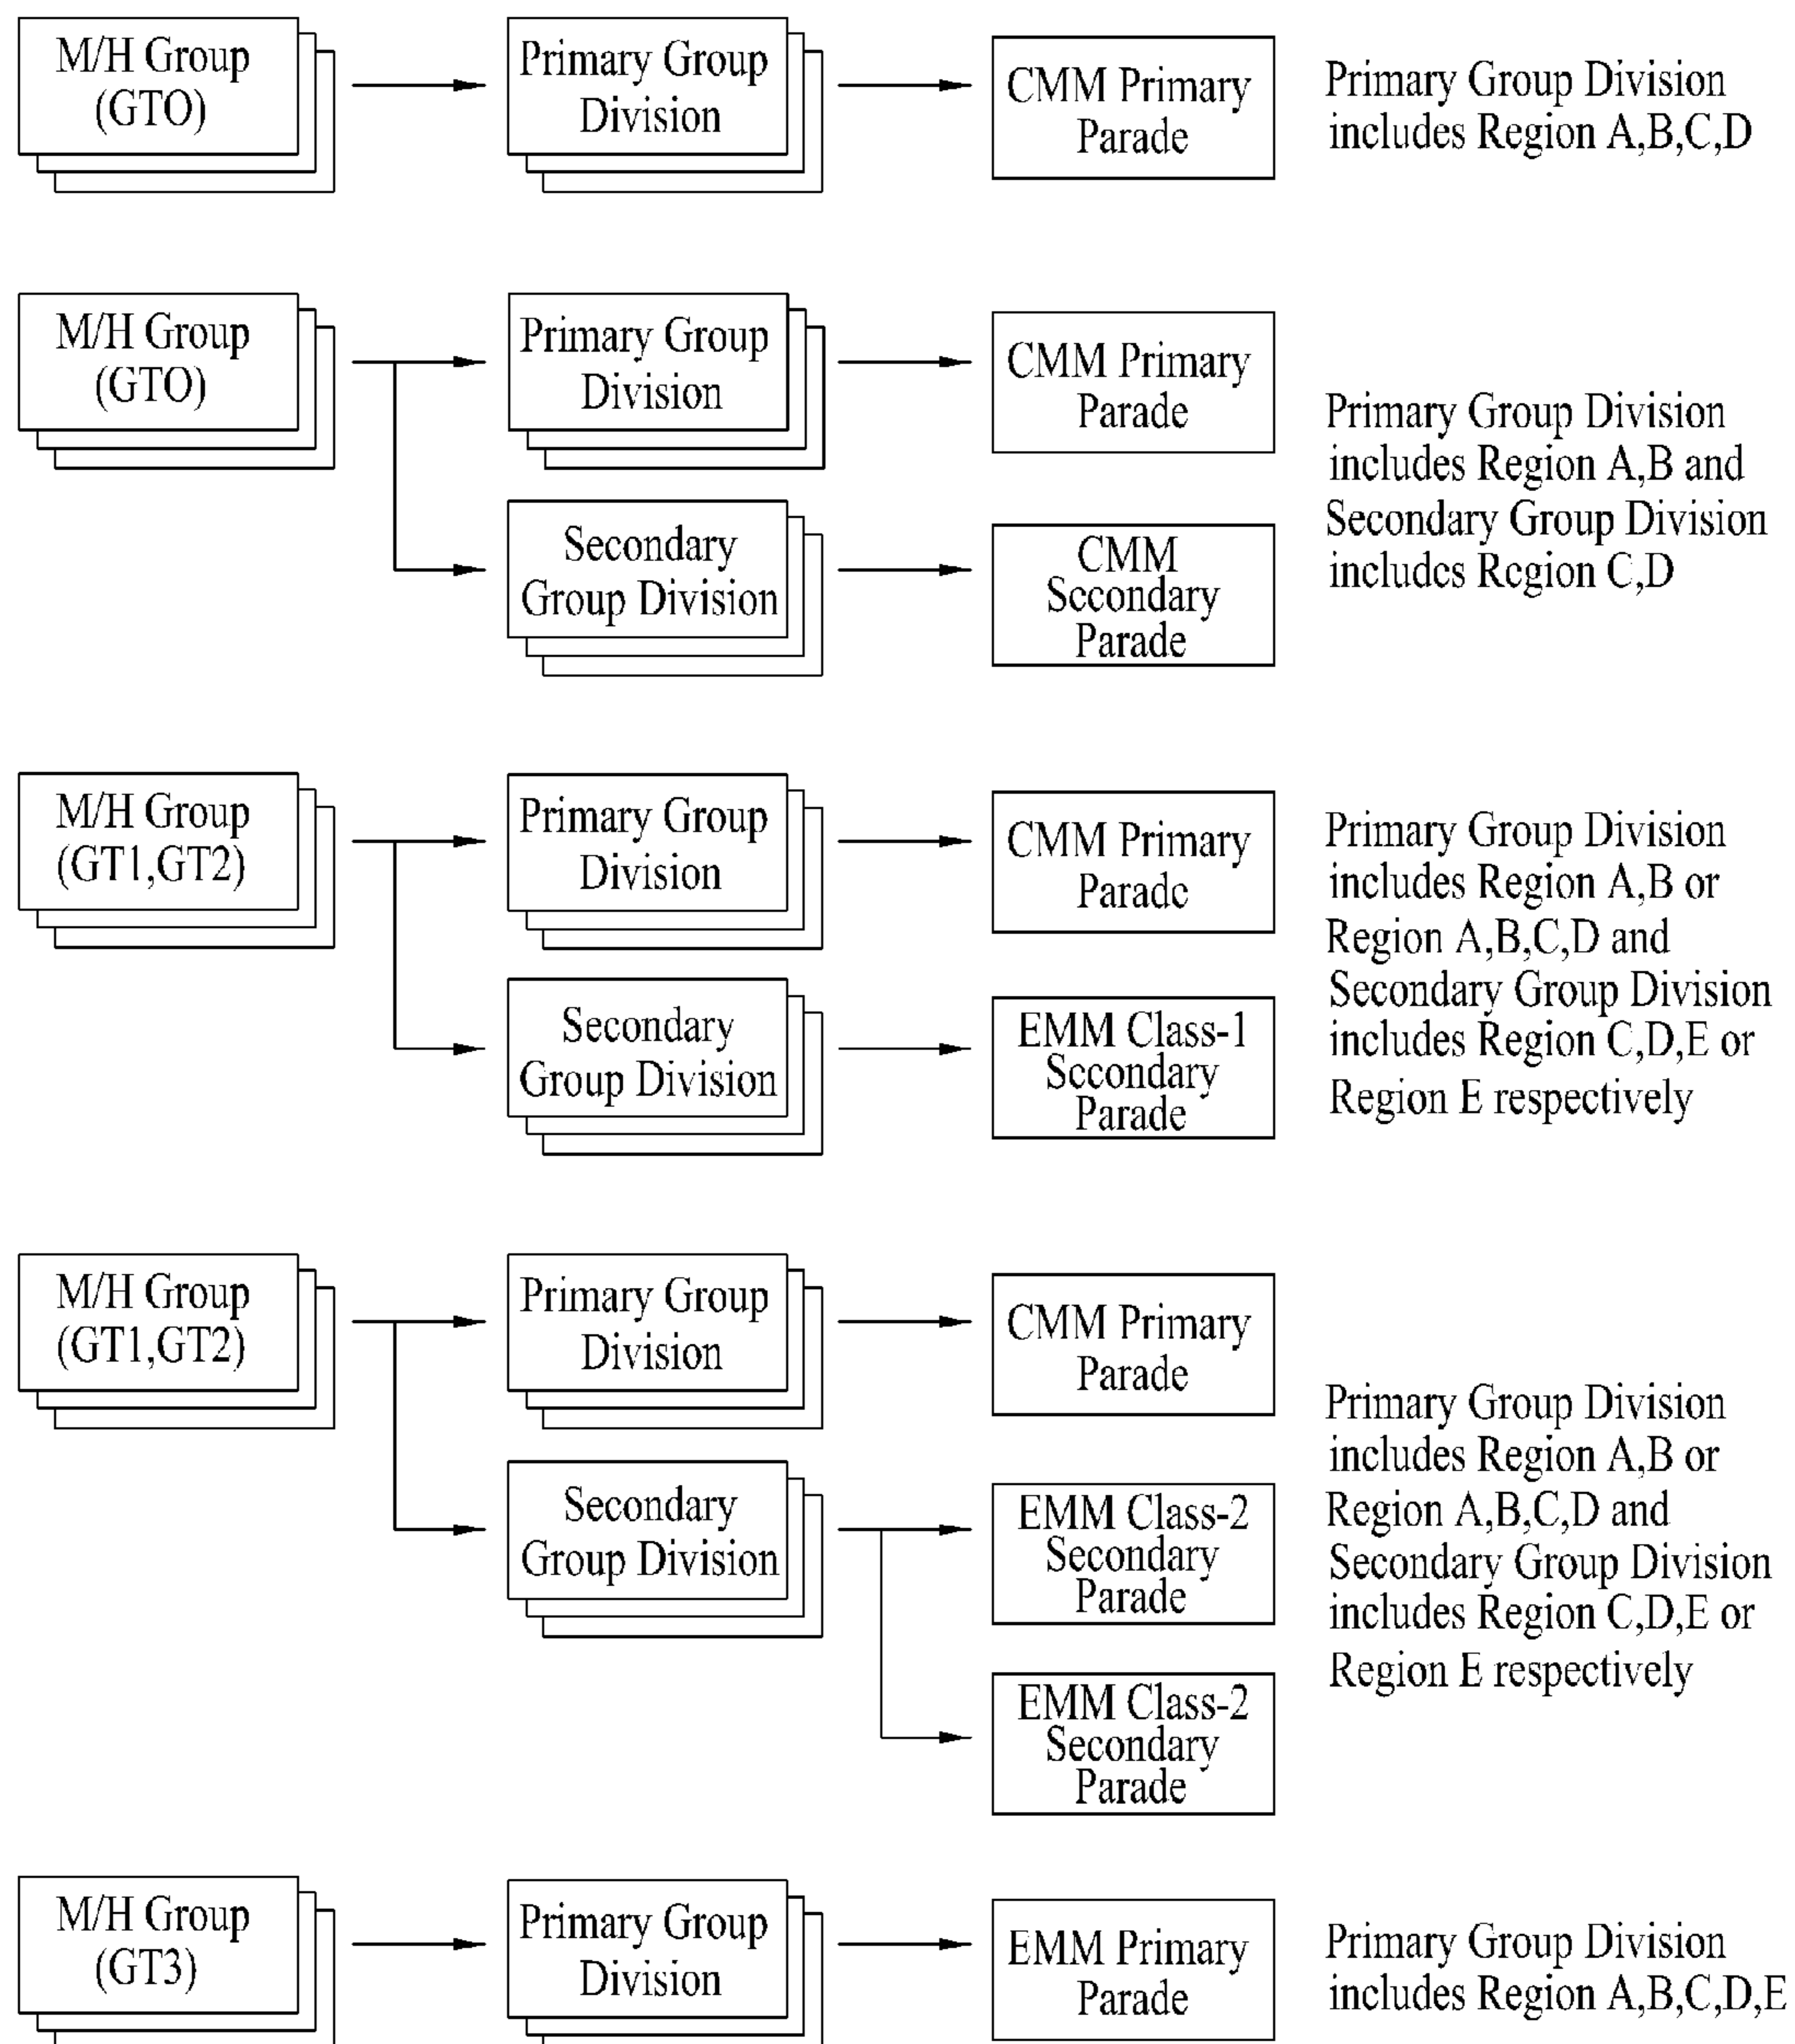 M/H Group
(GTO)
Primary Group
Division
CMM Primary
Parade
Primary Group Division
includes Region A,B,C,D
M/H Group
(GTO)
Primary Group
Division
CMM Primary
Parade
Secondary
Group Division
CMM
Secondary
Parade
Primary Group Division
includes Region A,B and
Secondary Group Division
includes Region C,D
M/H Group
(GT1,GT2)
Primary Group
Division
CMM Primary
Parade
Secondary
Group Division
EMM Class-1
Secondary
Parade
Primary Group Division
includes Region A,B or
Region A,B,C,D and
Secondary Group Division
includes Region C,D,E or
Region E respectively
M/H Group
(GT1,GT2)
Primary Group
Division
CMM Primary
Parade
Secondary
Group Division
EMM Class-2
Secondary
Parade
EMM Class-2
Secondary
Parade
Primary Group Division
includes Region A,B or
Region A,B,C,D and
Secondary Group Division
includes Region C,D,E or
Region E respectively
M/H Group
(GT3)
Primary Group
Division
EMM Primary
Parade
Primary Group Division
includes Region A,B,C,D,E